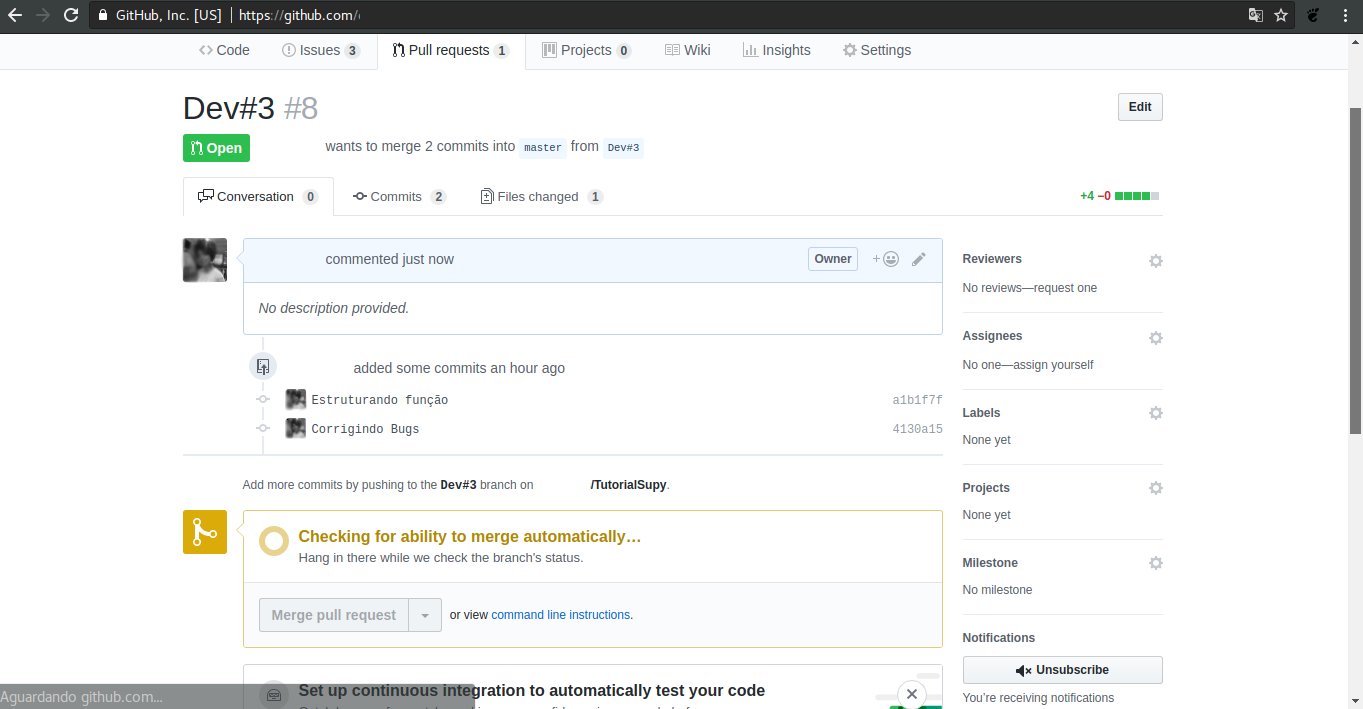 GitHub, Inc. [US] https://github.com/
Code Issues 3 Pull requests 1 Projects 0 Wiki Insights Settings
Dev#3 #8
Edit
Open wants to merge 2 commits into master from Dev#3
Conversation 0 Commits 2 Files changed 1 +4 −0
commented just now Owner
No description provided.
added some commits an hour ago
Estruturando função a1b1f7f
Corrigindo Bugs 4130a15
Add more commits by pushing to the Dev#3 branch on /TutorialSupy.
Checking for ability to merge automatically…
Hang in there while we check the branch's status.
Merge pull request or view command line instructions.
Set up continuous integration to automatically test your code
Reviewers
No reviews—request one
Assignees
No one—assign yourself
Labels
None yet
Projects
None yet
Milestone
No milestone
Notifications
Unsubscribe
You're receiving notifications
Aguardando github.com...